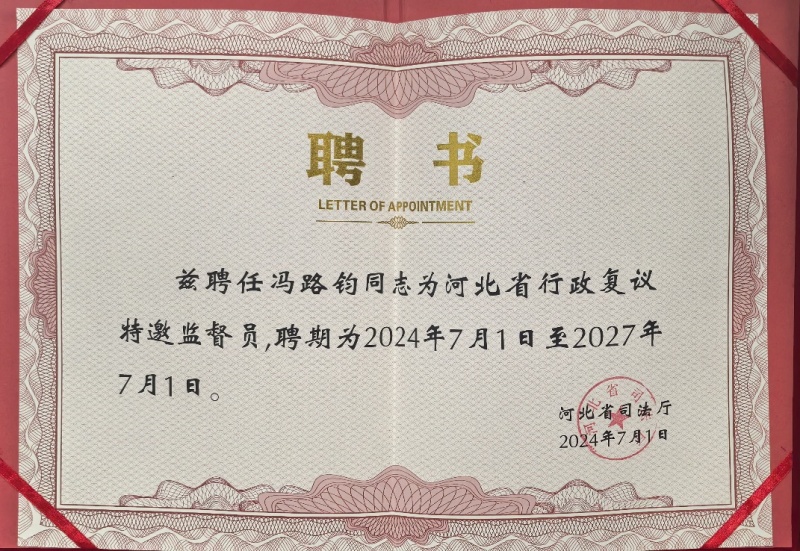 聘 书
LETTER OF APPOINTMENT
兹聘任冯路钧同志为河北省行政复议
特邀监督员,聘期为2024年7月1日至2027年
7月1日。
河北省司法厅
2024年7月1日